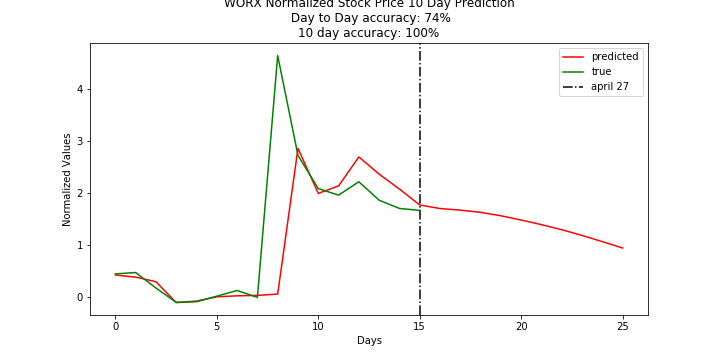 WORX Normalized Stock Price 10 Day Prediction
Day to Day accuracy: 74%
10 day accuracy: 100%
predicted
true
april 27
Normalized Values
4
3
2
1
0
0 5 10 15 20 25
Days